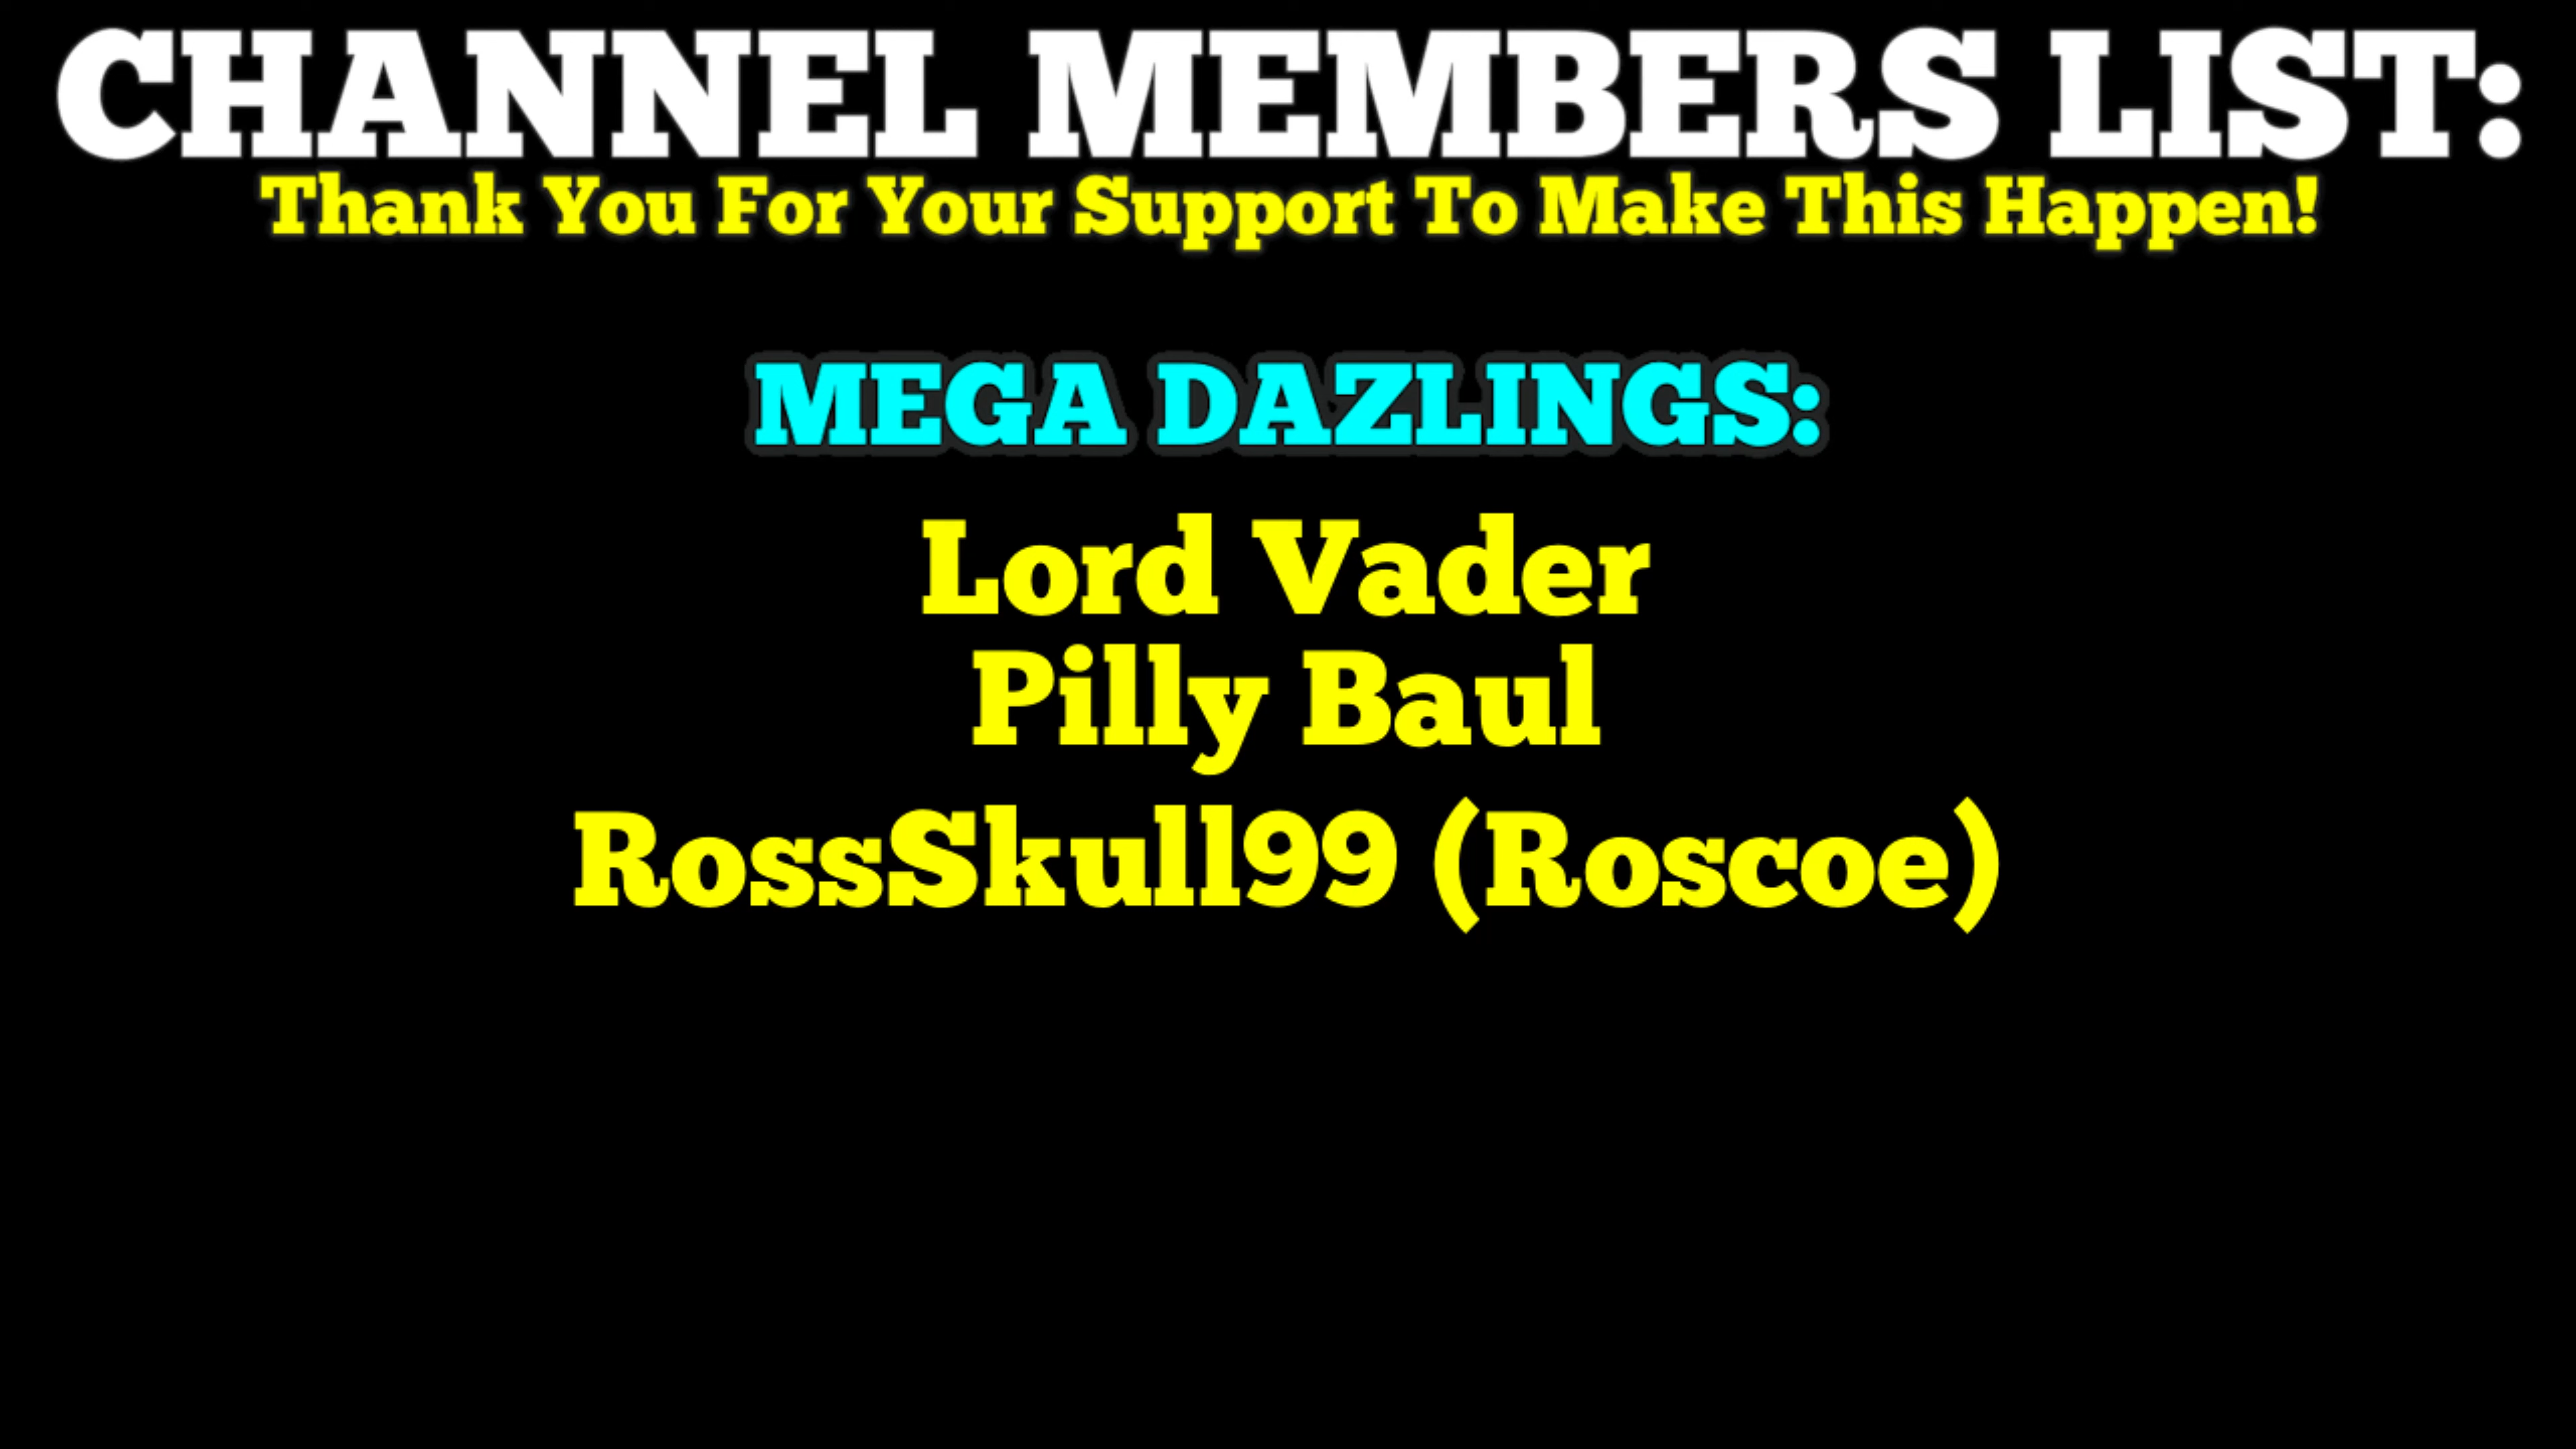 CHANNEL MEMBERS LIST:
Thank You For Your Support To Make This Happen!
MEGA DAZLINGS:
Lord Vader
Pilly Baul
RossSkull99 (Roscoe)